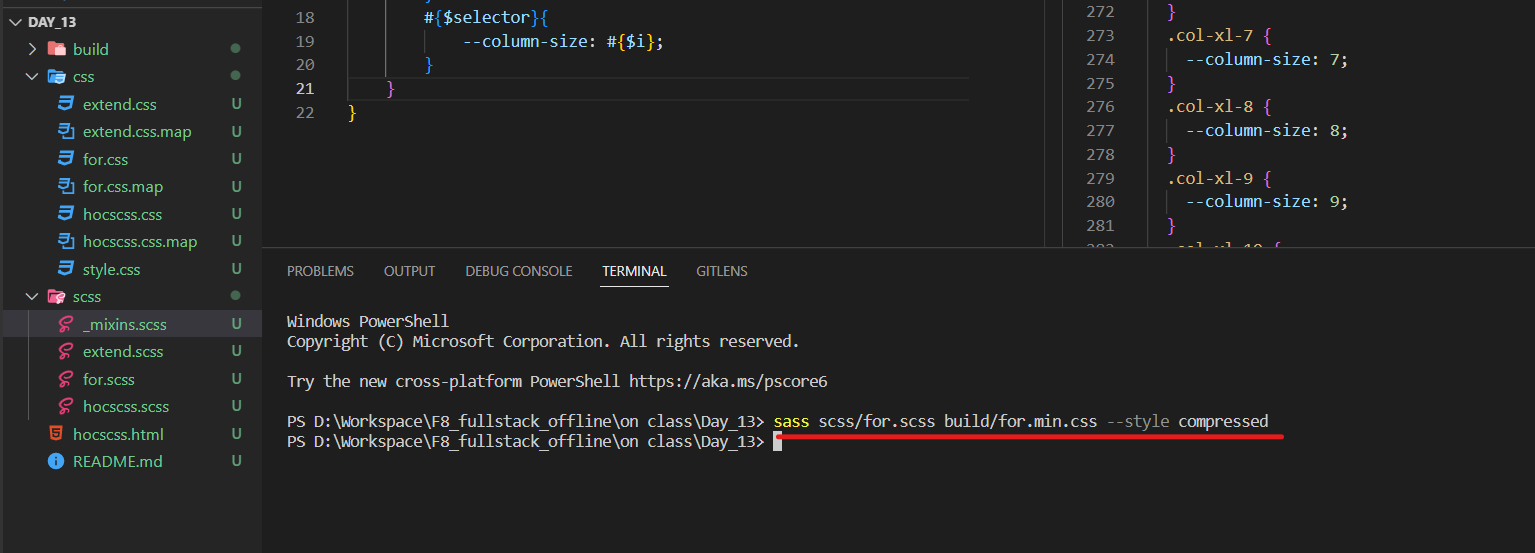 DAY_13
build
css
extend.css U
extend.css.map U
for.css U
for.css.map U
hocscss.css U
hocscss.css.map U
style.css U
scss
_mixins.scss U
extend.scss U
for.scss U
hocscss.scss U
hocscss.html U
README.md U
18 #{$selector}{
19 --column-size: #{$i};
20 }
21 }
22 }
272 }
273 .col-xl-7 {
274 --column-size: 7;
275 }
276 .col-xl-8 {
277 --column-size: 8;
278 }
279 .col-xl-9 {
280 --column-size: 9;
281 }
PROBLEMS OUTPUT DEBUG CONSOLE TERMINAL GITLENS
Windows PowerShell
Copyright (C) Microsoft Corporation. All rights reserved.
Try the new cross-platform PowerShell https://aka.ms/pscore6
PS D:\Workspace\F8_fullstack_offline\on class\Day_13> sass scss/for.scss build/for.min.css --style compressed
PS D:\Workspace\F8_fullstack_offline\on class\Day_13>